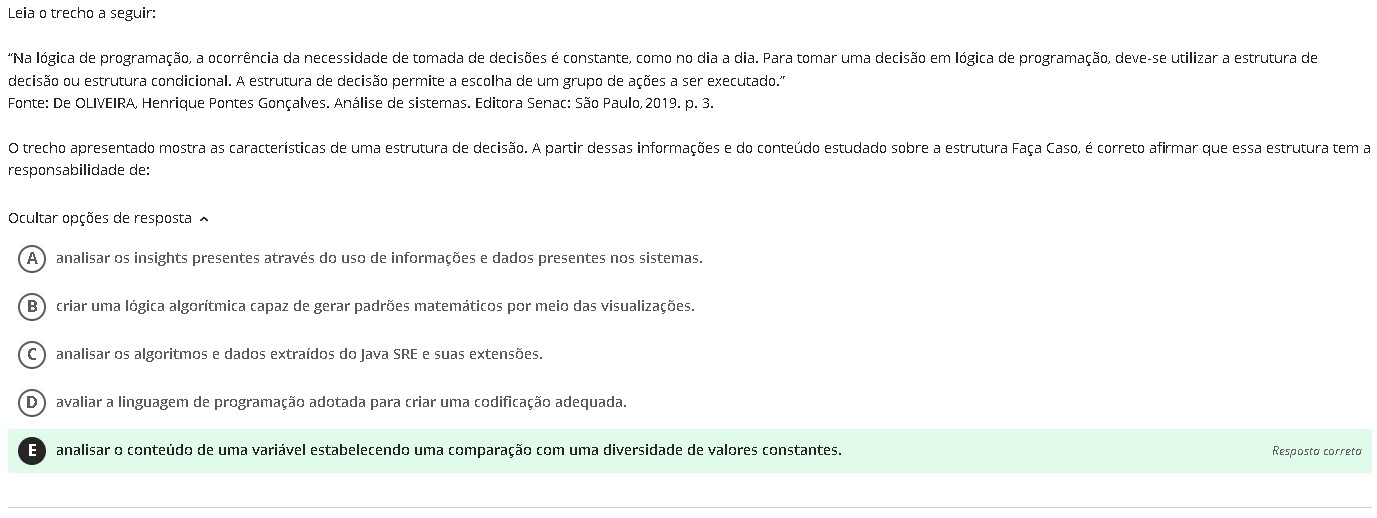 Leia o trecho a seguir:
“Na lógica de programação, a ocorrência da necessidade de tomada de decisões é constante, como no dia a dia. Para tomar uma decisão em lógica de programação, deve-se utilizar a estrutura de
decisão ou estrutura condicional. A estrutura de decisão permite a escolha de um grupo de ações a ser executado.”
Fonte: De OLIVEIRA, Henrique Pontes Gonçalves. Análise de sistemas. Editora Senac: São Paulo, 2019. p. 3.
O trecho apresentado mostra as características de uma estrutura de decisão. A partir dessas informações e do conteúdo estudado sobre a estrutura Faça Caso, é correto afirmar que essa estrutura tem a
responsabilidade de:
Ocultar opções de resposta
A analisar os insights presentes através do uso de informações e dados presentes nos sistemas.
B criar uma lógica algorítmica capaz de gerar padrões matemáticos por meio das visualizações.
C analisar os algoritmos e dados extraídos do Java SRE e suas extensões.
D avaliar a linguagem de programação adotada para criar uma codificação adequada.
E analisar o conteúdo de uma variável estabelecendo uma comparação com uma diversidade de valores constantes. Resposta correta